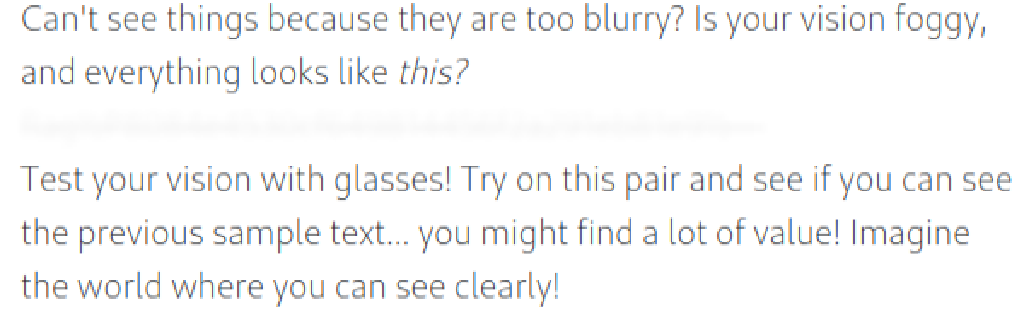 Can't see things because they are too blurry? Is your vision foggy,
and everything looks like this?
Test your vision with glasses! Try on this pair and see if you can see
the previous sample text... you might find a lot of value! Imagine
the world where you can see clearly!